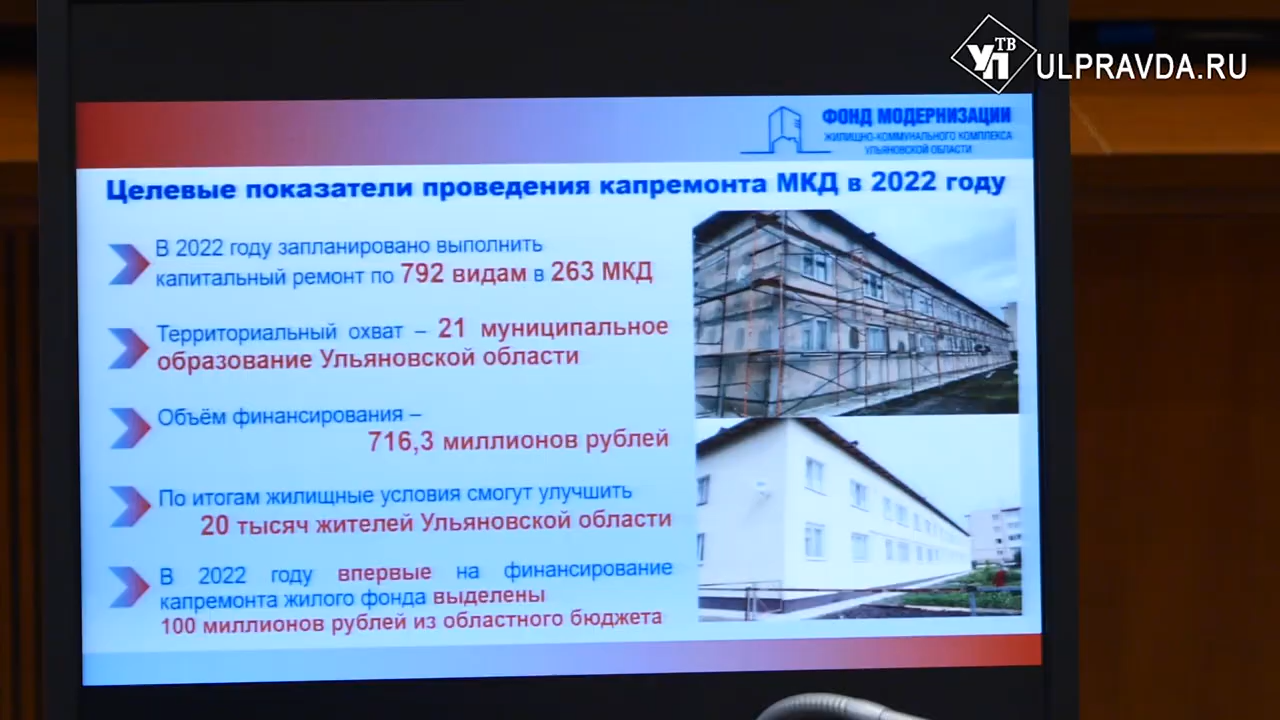 УП ТВ
ULPRAVDA.RU
ФОНД МОДЕРНИЗАЦИИ
ЖИЛИЩНО-КОММУНАЛЬНОГО КОМПЛЕКСА
УЛЬЯНОВСКОЙ ОБЛАСТИ
Целевые показатели проведения капремонта МКД в 2022 году
В 2022 году запланировано выполнить
капитальный ремонт по 792 видам в 263 МКД
Территориальный охват – 21 муниципальное
образование Ульяновской области
Объём финансирования –
716,3 миллионов рублей
По итогам жилищные условия смогут улучшить
20 тысяч жителей Ульяновской области
В 2022 году впервые на финансирование
капремонта жилого фонда выделены
100 миллионов рублей из областного бюджета